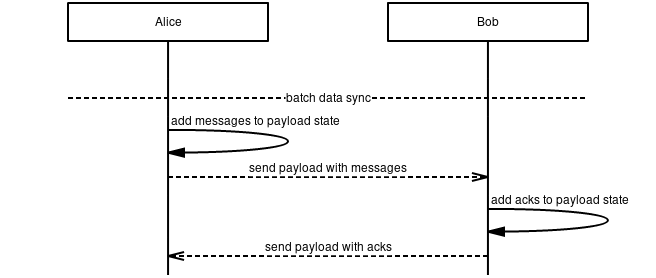 Alice
Bob
batch data sync
add messages to payload state
send payload with messages
add acks to payload state
send payload with acks